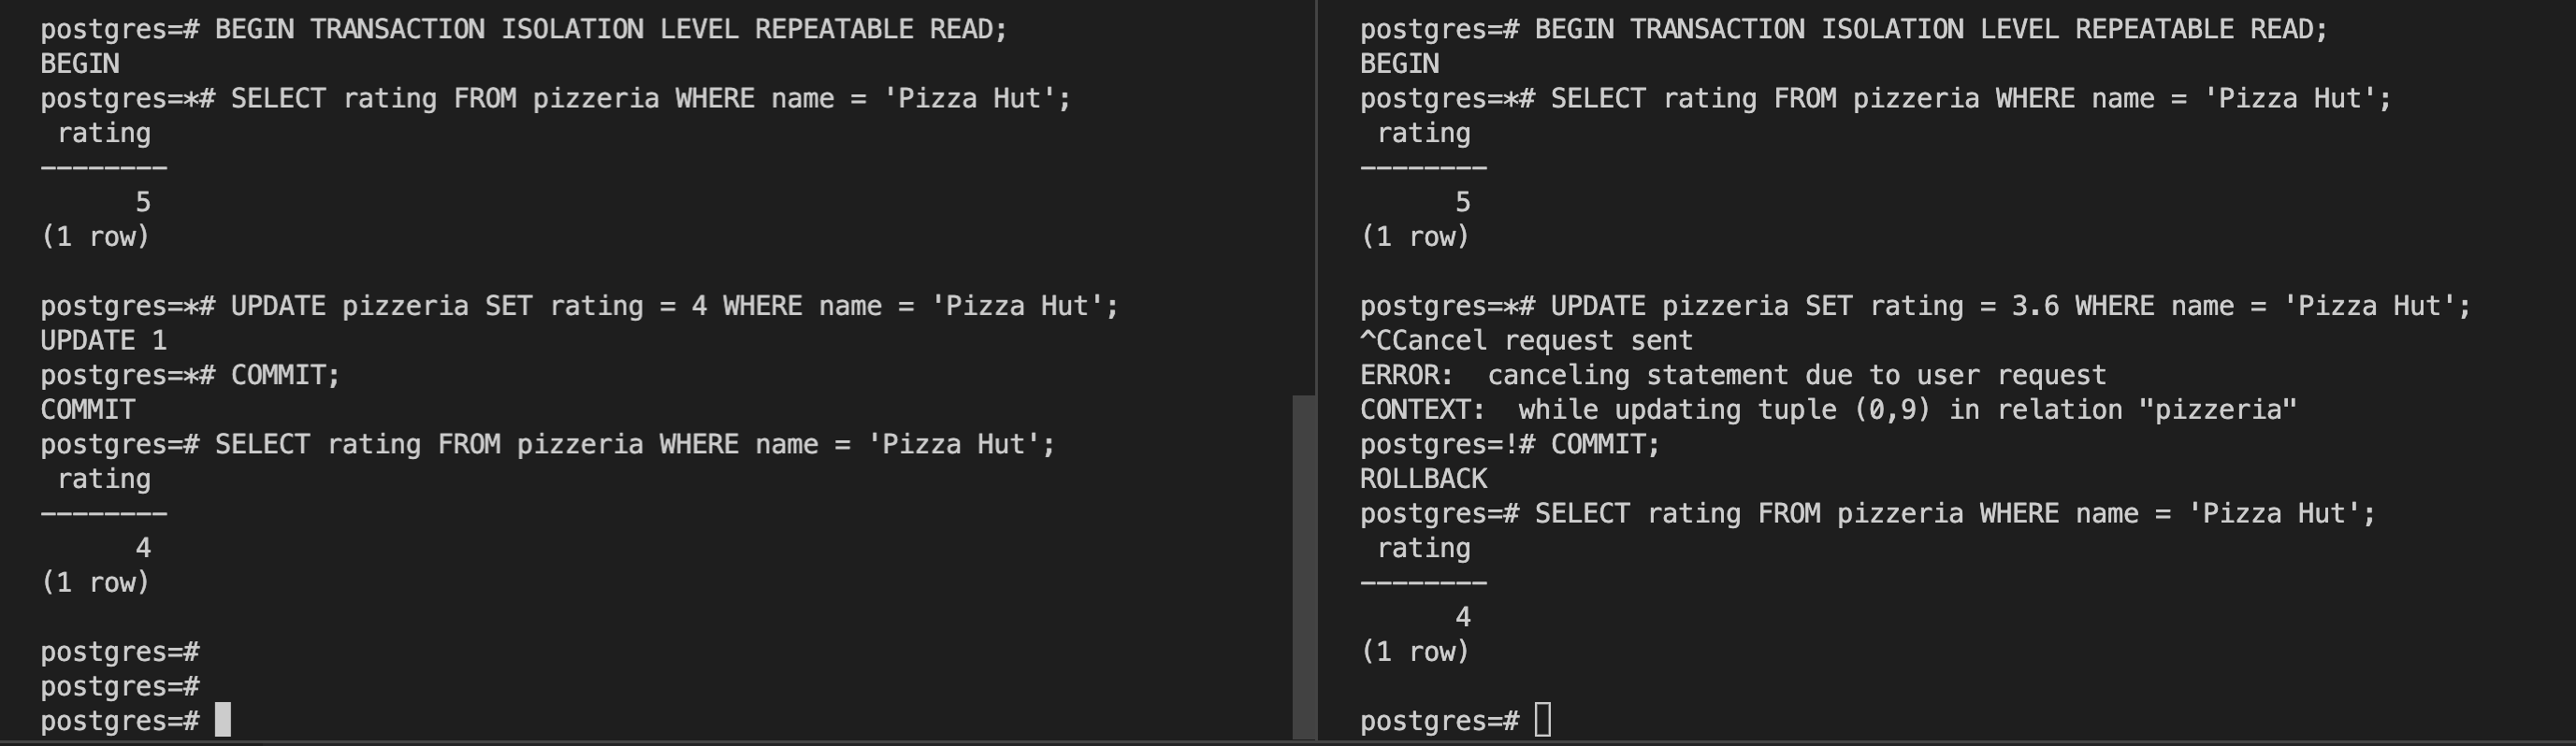 postgres=# BEGIN TRANSACTION ISOLATION LEVEL REPEATABLE READ;
BEGIN
postgres=*# SELECT rating FROM pizzeria WHERE name = 'Pizza Hut';
 rating
--------
      5
(1 row)

postgres=*# UPDATE pizzeria SET rating = 4 WHERE name = 'Pizza Hut';
UPDATE 1
postgres=*# COMMIT;
COMMIT
postgres=# SELECT rating FROM pizzeria WHERE name = 'Pizza Hut';
 rating
--------
      4
(1 row)

postgres=#
postgres=#
postgres=#
postgres=# BEGIN TRANSACTION ISOLATION LEVEL REPEATABLE READ;
BEGIN
postgres=*# SELECT rating FROM pizzeria WHERE name = 'Pizza Hut';
 rating
--------
      5
(1 row)

postgres=*# UPDATE pizzeria SET rating = 3.6 WHERE name = 'Pizza Hut';
^CCancel request sent
ERROR:  canceling statement due to user request
CONTEXT:  while updating tuple (0,9) in relation "pizzeria"
postgres=!# COMMIT;
ROLLBACK
postgres=# SELECT rating FROM pizzeria WHERE name = 'Pizza Hut';
 rating
--------
      4
(1 row)

postgres=#